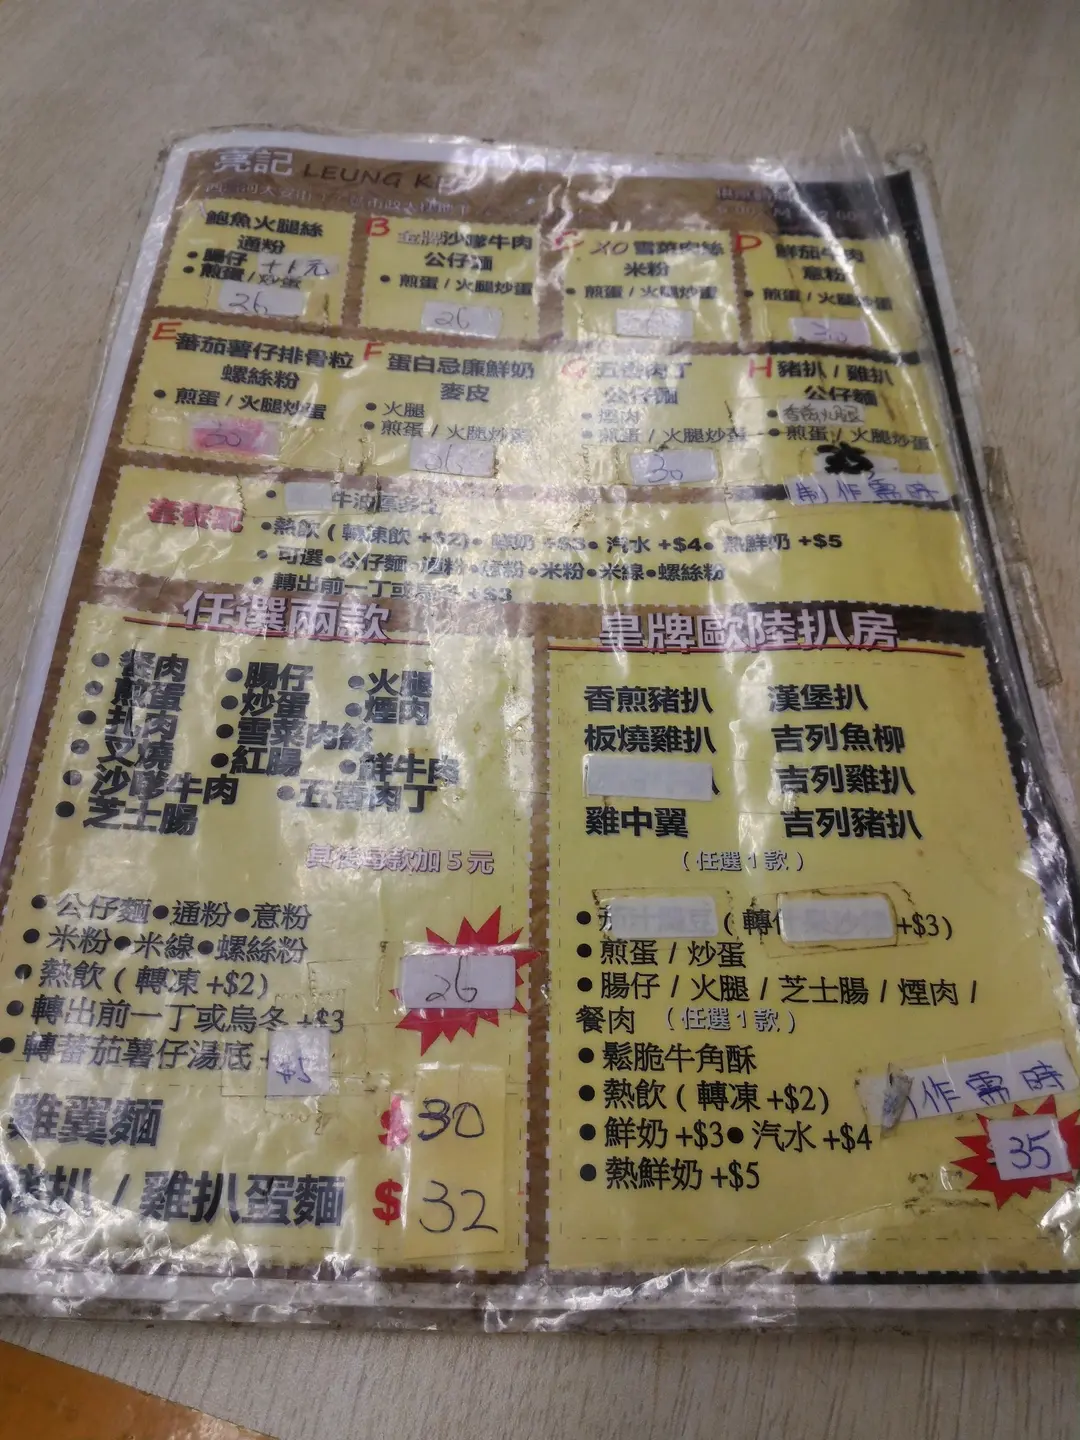 亮記 LEUNG
鮑魚火腿絲
通粉
• 腸仔 +1元
• 煎蛋 / 炒蛋
26
B 金牌沙嗲牛肉
公仔麵
• 煎蛋 / 火腿炒蛋
26
XO 雪菜肉絲
米粉
• 煎蛋 / 火腿炒蛋
D 鮮茄牛肉
意粉
• 煎蛋 / 火腿炒蛋
30
E 蕃茄薯仔排骨粒
螺絲粉
• 煎蛋 / 火腿炒蛋
30
F 蛋白忌廉鮮奶
麥皮
• 火腿
• 煎蛋 / 火腿炒蛋
G 五香肉丁
公仔麵
• 煙肉
• 煎蛋 / 火腿炒蛋
30
H 豬扒 / 雞扒
公仔麵
• 煎蛋 / 火腿炒蛋
制作需時
套餐配
• 牛油厚多士
• 熱飲 ( 轉凍飲 +$2) • 鮮奶 +$3 • 汽水 +$4 • 熱鮮奶 +$5
• 可選 • 公仔麵 • 通粉 • 意粉 • 米粉 • 米線 • 螺絲粉
• 轉出前一丁或烏冬 +$3
任選兩款
• 餐肉 • 腸仔 • 火腿
• 煎蛋 • 炒蛋 • 煙肉
• 扒肉 • 雪菜肉絲
• 叉燒 • 紅腸 • 鮮牛肉
• 沙嗲牛肉 • 五香肉丁
• 芝士腸
其後每款加 5 元
• 公仔麵 • 通粉 • 意粉
• 米粉 • 米線 • 螺絲粉
• 熱飲 ( 轉凍 +$2)
• 轉出前一丁或烏冬 +$3
• 轉蕃茄薯仔湯底 +$5
26
雞翼麵 $ 30
豬扒 / 雞扒蛋麵 $ 32
皇牌歐陸扒房
香煎豬扒 漢堡扒
板燒雞扒 吉列魚柳
吉列雞扒
雞中翼 吉列豬扒
( 任選 1 款 )
• ( 轉 +$3)
• 煎蛋 / 炒蛋
• 腸仔 / 火腿 / 芝士腸 / 煙肉 /
餐肉 ( 任選 1 款 )
• 鬆脆牛角酥
• 熱飲 ( 轉凍 +$2)
• 鮮奶 +$3 • 汽水 +$4
• 熱鮮奶 +$5
作需時
35